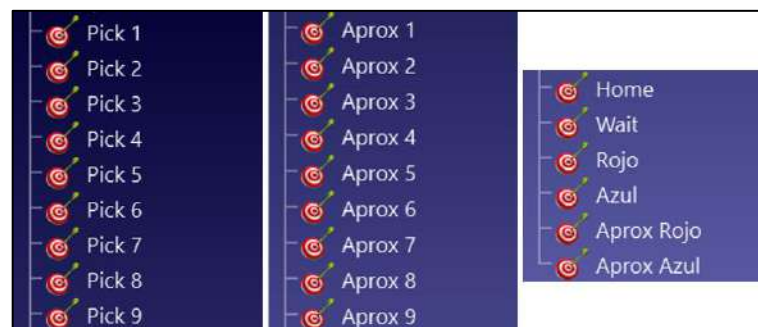 Pick 1
Pick 2
Pick 3
Pick 4
Pick 5
Pick 6
Pick 7
Pick 8
Pick 9
Aprox 1
Aprox 2
Aprox 3
Aprox 4
Aprox 5
Aprox 6
Aprox 7
Aprox 8
Aprox 9
Home
Wait
Rojo
Azul
Aprox Rojo
Aprox Azul